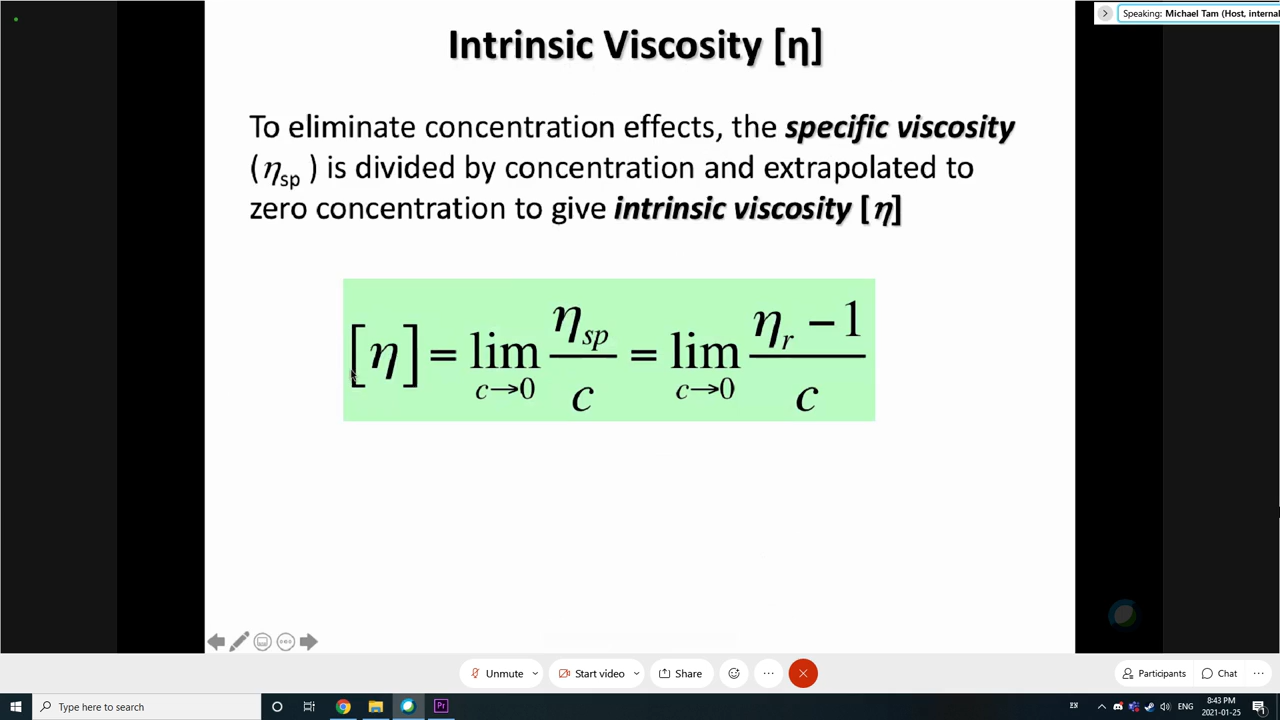 Speaking: Michael Tam (Host, internal
Intrinsic Viscosity [η]
To eliminate concentration effects, the specific viscosity
(ηsp ) is divided by concentration and extrapolated to
zero concentration to give intrinsic viscosity [η]
[η] = lim c→0 ηsp / c = lim c→0 ηr − 1 / c
Unmute
Start video
Share
Participants
Chat
Type here to search
Pr
ENG
8:43 PM
2021-01-25